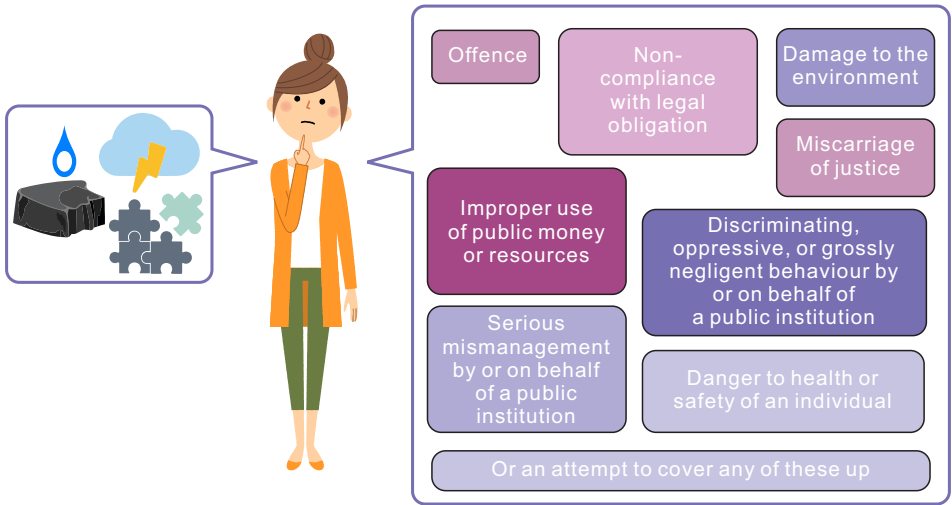 Offence
Non-
compliance
with legal
obligation
Damage to the
environment
Miscarriage
of justice
Improper use
of public money
or resources
Discriminating,
oppressive, or grossly
negligent behaviour by
or on behalf of
a public institution
Serious
mismanagement
by or on behalf
of a public
institution
Danger to health or
safety of an individual
Or an attempt to cover any of these up